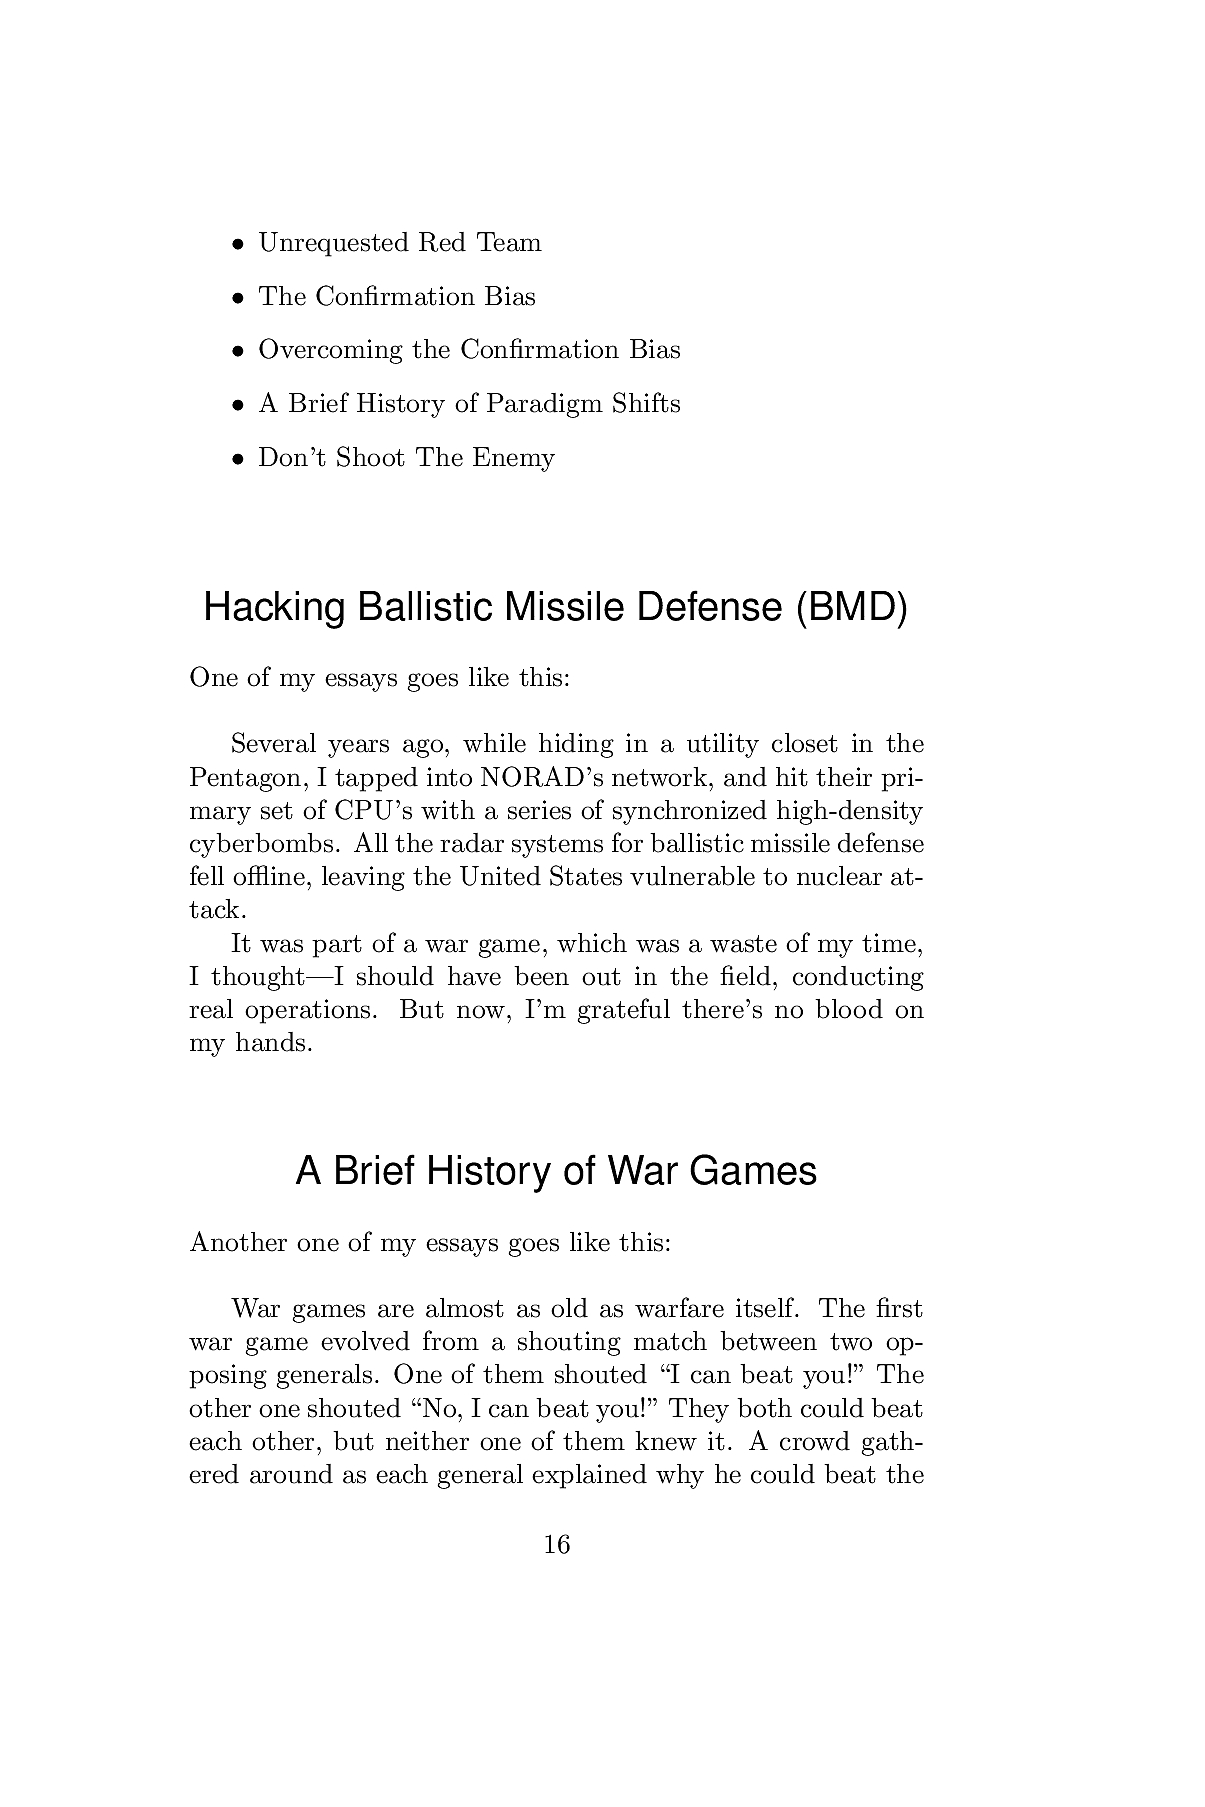 • Unrequested Red Team
• The Confirmation Bias
• Overcoming the Confirmation Bias
• A Brief History of Paradigm Shifts
• Don't Shoot The Enemy
Hacking Ballistic Missile Defense (BMD)
One of my essays goes like this:
Several years ago, while hiding in a utility closet in the
Pentagon, I tapped into NORAD's network, and hit their pri-
mary set of CPU's with a series of synchronized high-density
cyberbombs. All the radar systems for ballistic missile defense
fell offline, leaving the United States vulnerable to nuclear at-
tack.
It was part of a war game, which was a waste of my time,
I thought—I should have been out in the field, conducting
real operations. But now, I'm grateful there's no blood on
my hands.
A Brief History of War Games
Another one of my essays goes like this:
War games are almost as old as warfare itself. The first
war game evolved from a shouting match between two op-
posing generals. One of them shouted “I can beat you!” The
other one shouted “No, I can beat you!” They both could beat
each other, but neither one of them knew it. A crowd gath-
ered around as each general explained why he could beat the
16